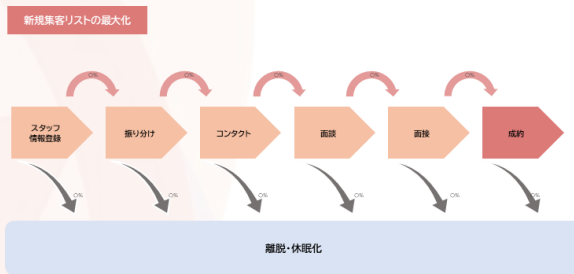 新規集客リストの最大化
〇% 〇% 〇% 〇% 〇%
スタッフ
情報登録
振り分け
コンタクト
面談
面接
成約
〇% 〇% 〇% 〇% 〇% 〇%
離脱・休眠化